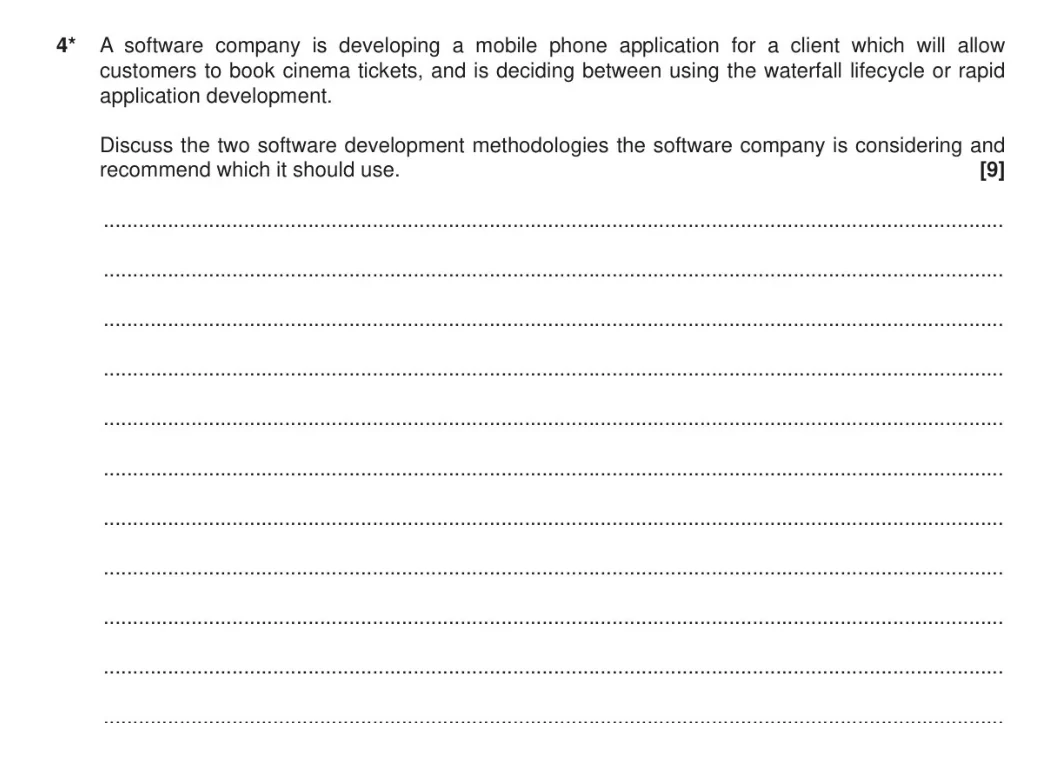 4* A software company is developing a mobile phone application for a client which will allow
customers to book cinema tickets, and is deciding between using the waterfall lifecycle or rapid
application development.
Discuss the two software development methodologies the software company is considering and
recommend which it should use. [9]